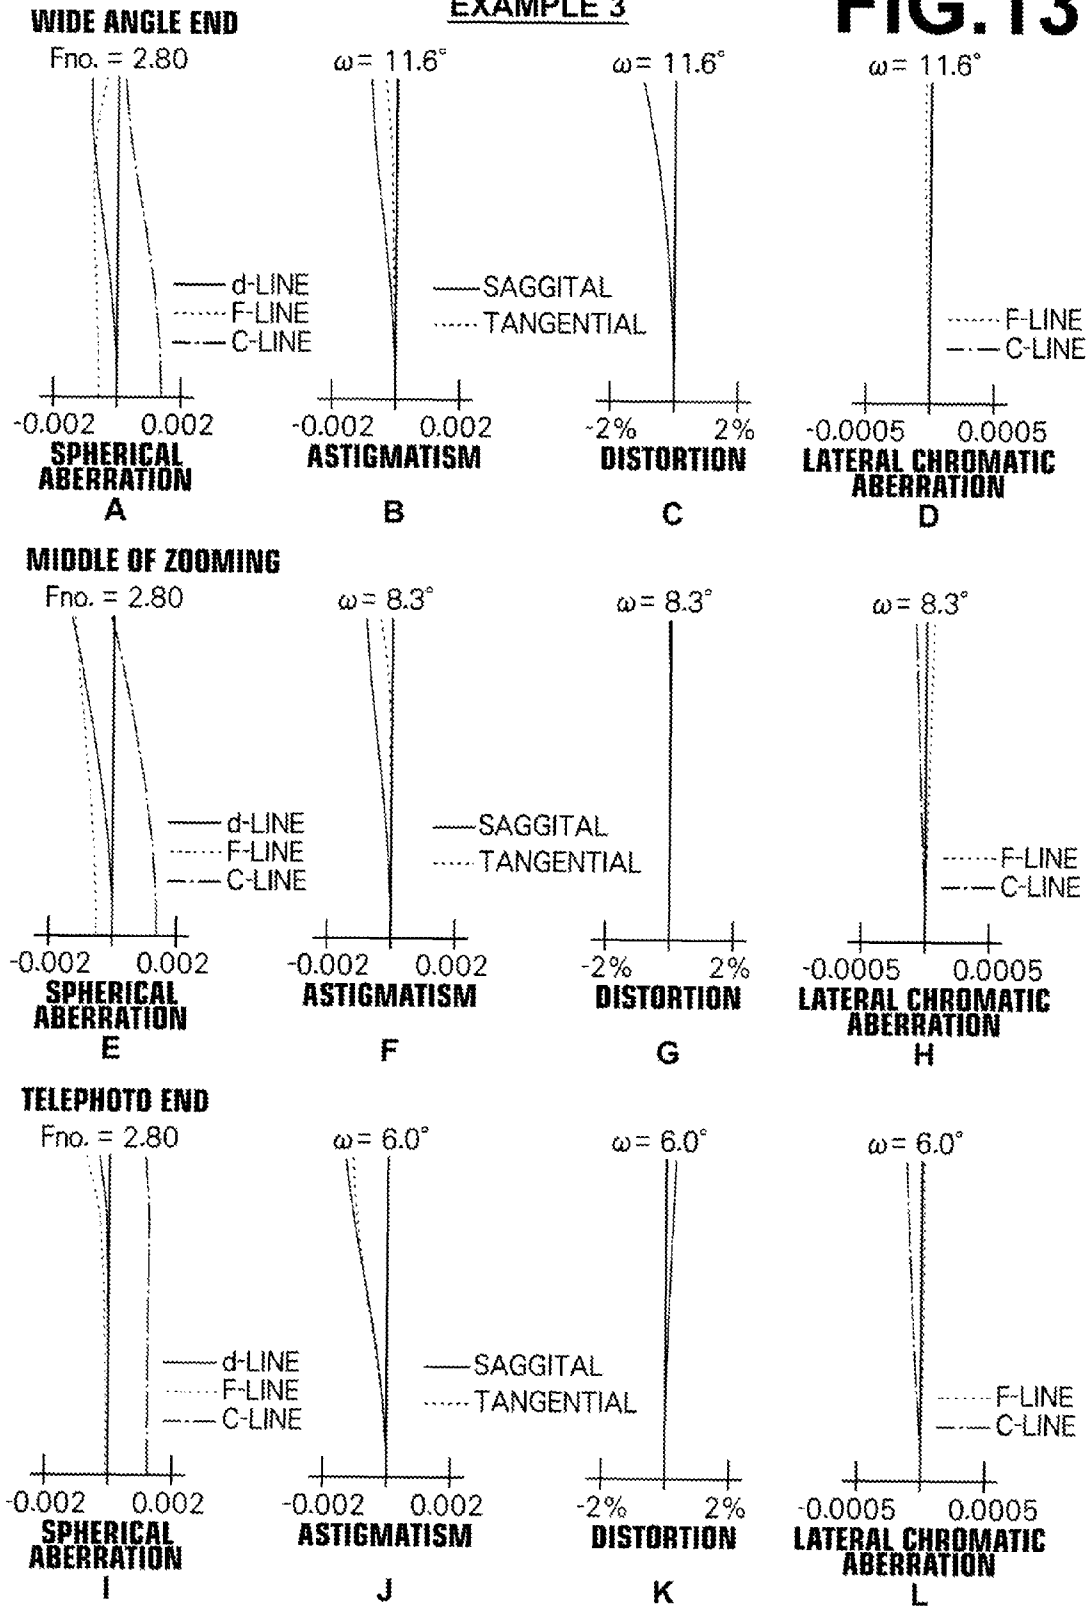 EXAMPLE 3
FIG.13
WIDE ANGLE END
Fno. = 2.80
ω= 11.6°
ω= 11.6°
ω= 11.6°
d-LINE
F-LINE
C-LINE
SAGGITAL
TANGENTIAL
F-LINE
C-LINE
-0.002 0.002
-0.002 0.002
-2% 2%
-0.0005 0.0005
SPHERICAL
ABERRATION
ASTIGMATISM
DISTORTION
LATERAL CHROMATIC
ABERRATION
A
B
C
D
MIDDLE OF ZOOMING
Fno. = 2.80
ω= 8.3°
ω= 8.3°
ω= 8.3°
d-LINE
F-LINE
C-LINE
SAGGITAL
TANGENTIAL
F-LINE
C-LINE
-0.002 0.002
-0.002 0.002
-2% 2%
-0.0005 0.0005
SPHERICAL
ABERRATION
ASTIGMATISM
DISTORTION
LATERAL CHROMATIC
ABERRATION
E
F
G
H
TELEPHOTO END
Fno. = 2.80
ω= 6.0°
ω= 6.0°
ω= 6.0°
d-LINE
F-LINE
C-LINE
SAGGITAL
TANGENTIAL
F-LINE
C-LINE
-0.002 0.002
-0.002 0.002
-2% 2%
-0.0005 0.0005
SPHERICAL
ABERRATION
ASTIGMATISM
DISTORTION
LATERAL CHROMATIC
ABERRATION
I
J
K
L